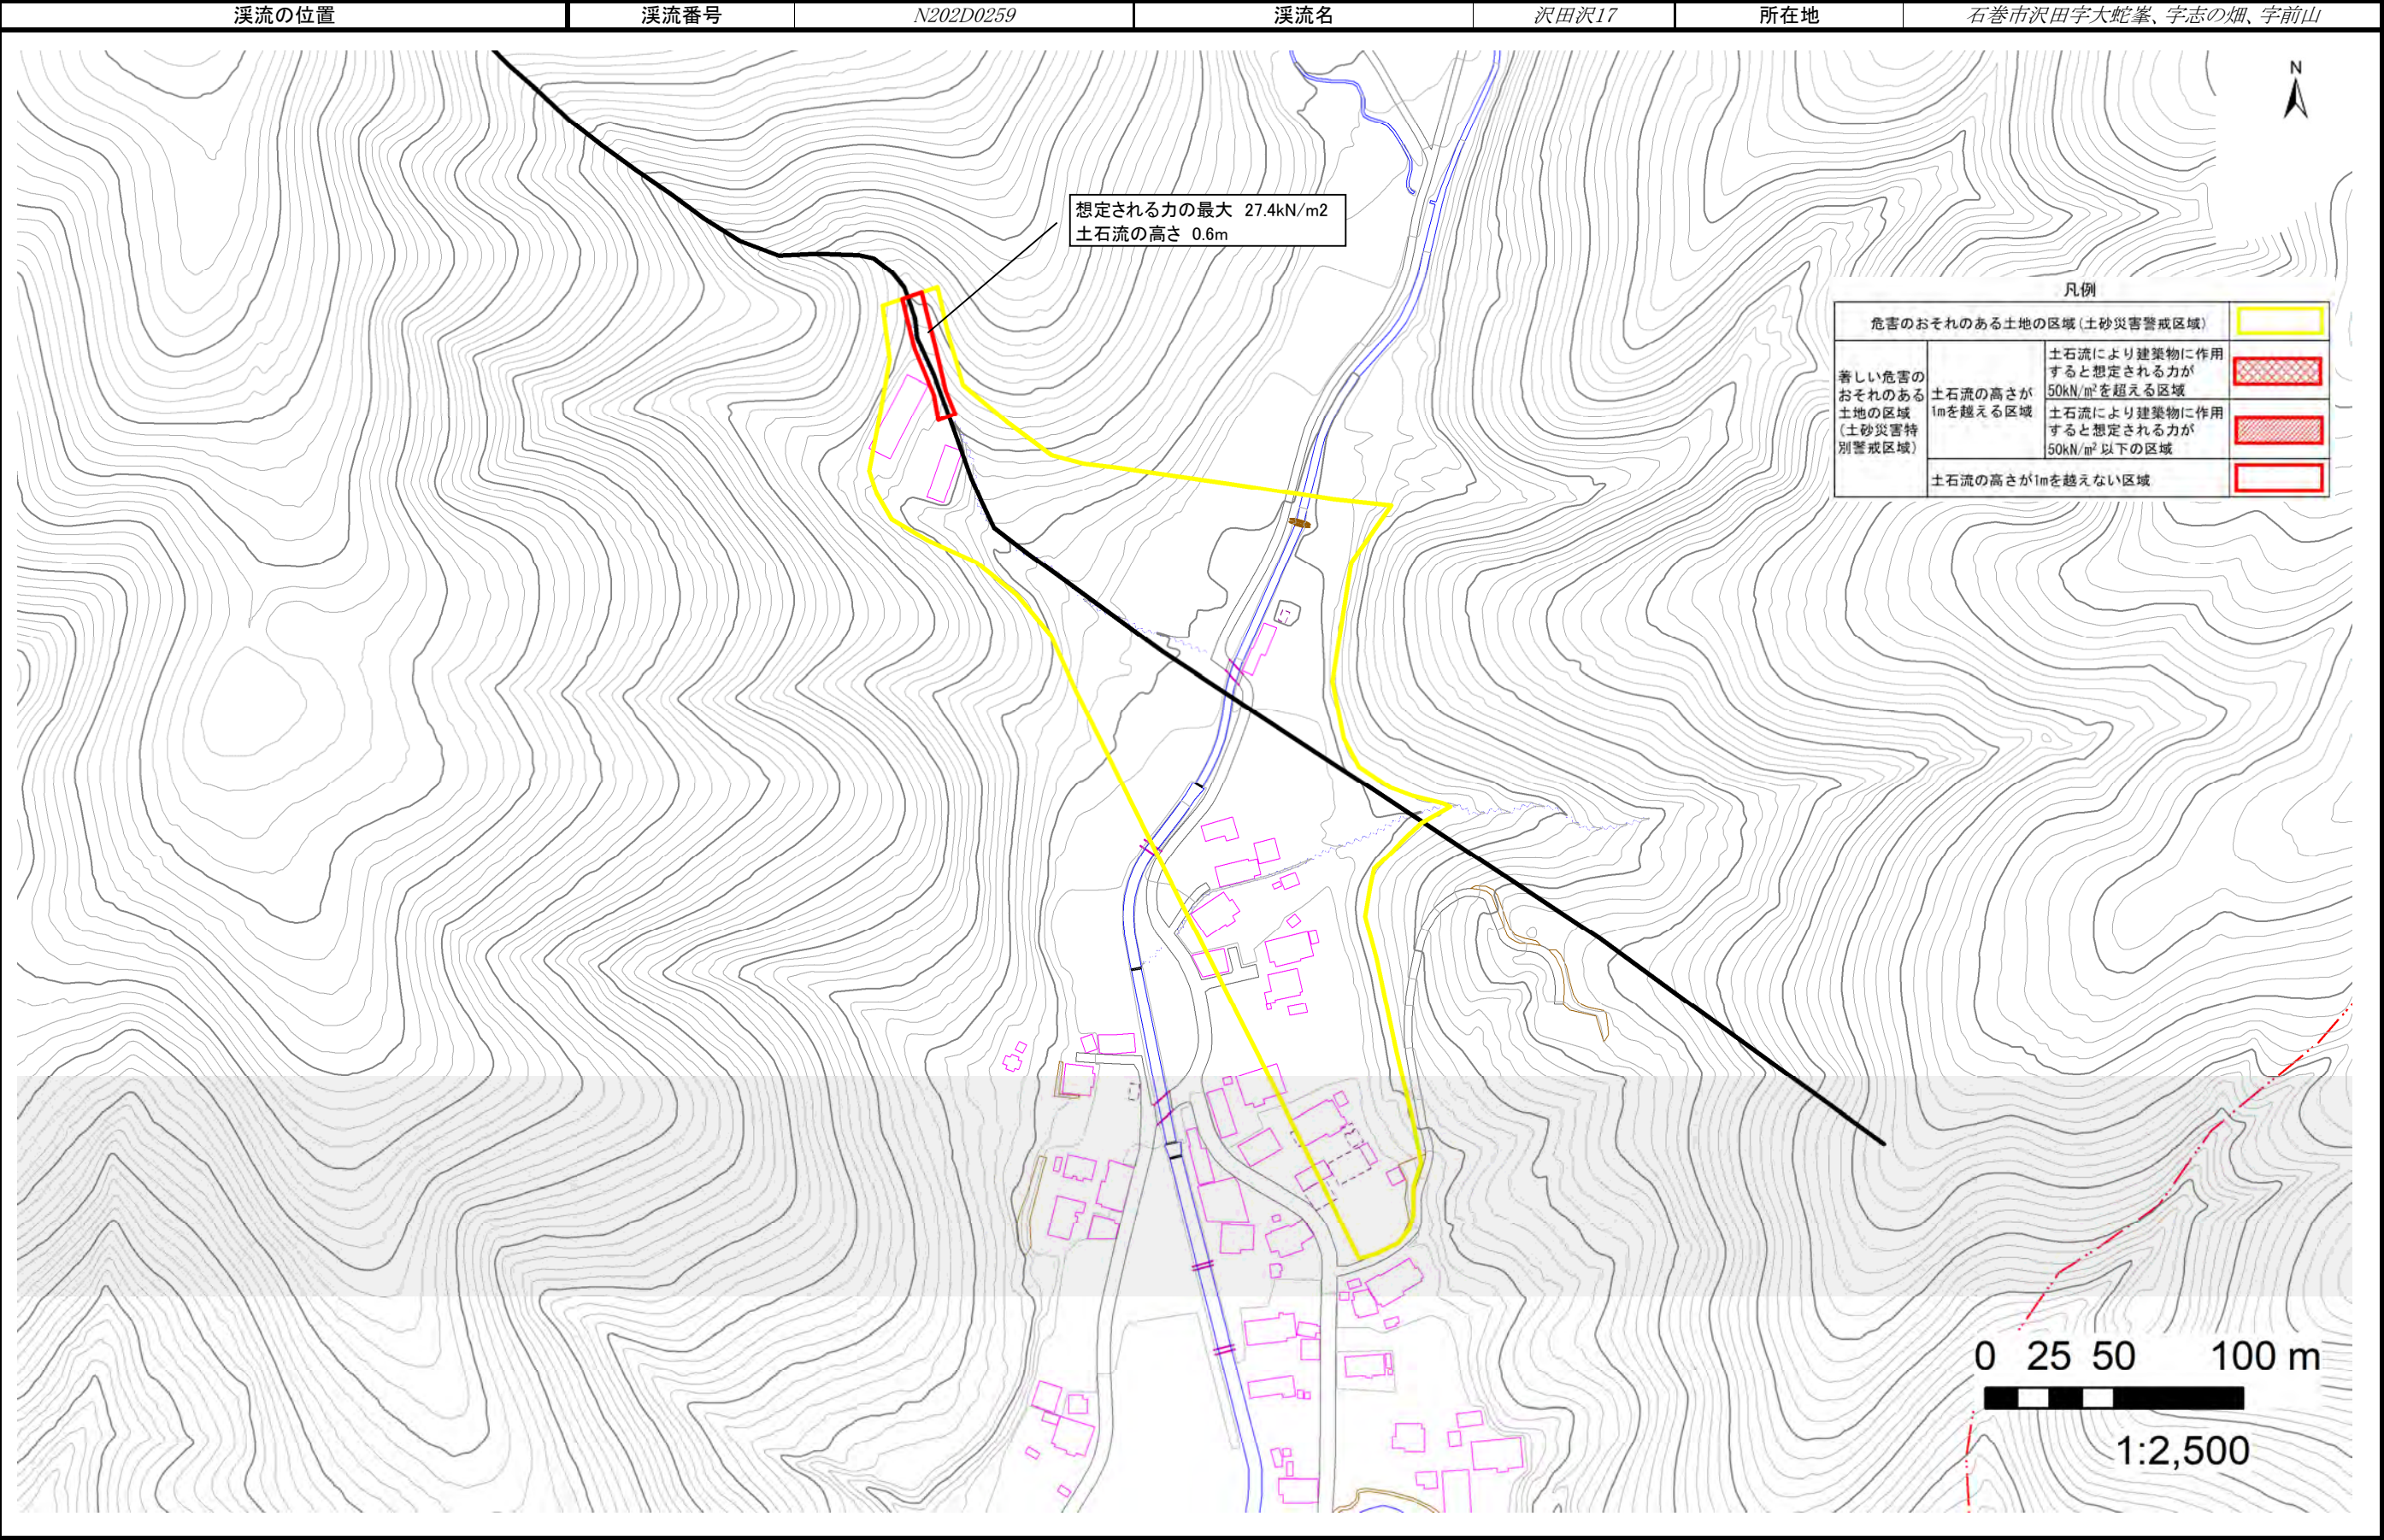 溪流の位置
溪流番号
N202D0259
溪流名
沢田沢17
所在地
石巻市沢田字大蛇峯、字志の畑、字前山
N
想定される力の最大 27.4kN/m2
土石流の高さ 0.6m
凡例
危害のおそれのある土地の区域(土砂災害警戒区域)
著しい危害の
おそれのある
土地の区域
(土砂災害特
別警戒区域)
土石流の高さが
1mを越える区域
土石流により建築物に作用
すると想定される力が
50kN/m²を超える区域
土石流により建築物に作用
すると想定される力が
50kN/m²以下の区域
土石流の高さが1mを越えない区域
0 25 50 100 m
1:2,500